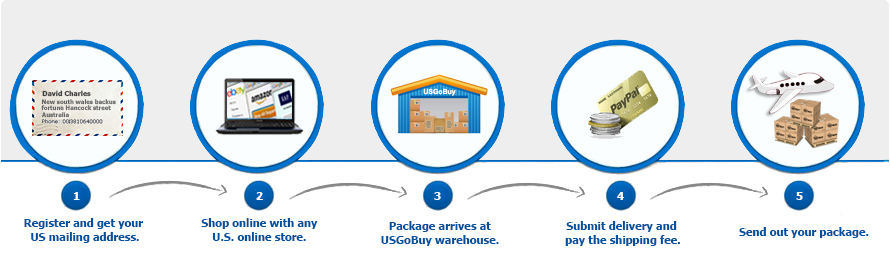 David Charles
New south wales backus
fortune Hancock street
Australia
Phone: 00381064000
ebay
amazon
GAP
USGoBuy
PayPal
1
2
3
4
5
Register and get your
US mailing address.
Shop online with any
U.S. online store.
Package arrives at
USGoBuy warehouse.
Submit delivery and
pay the shipping fee.
Send out your package.